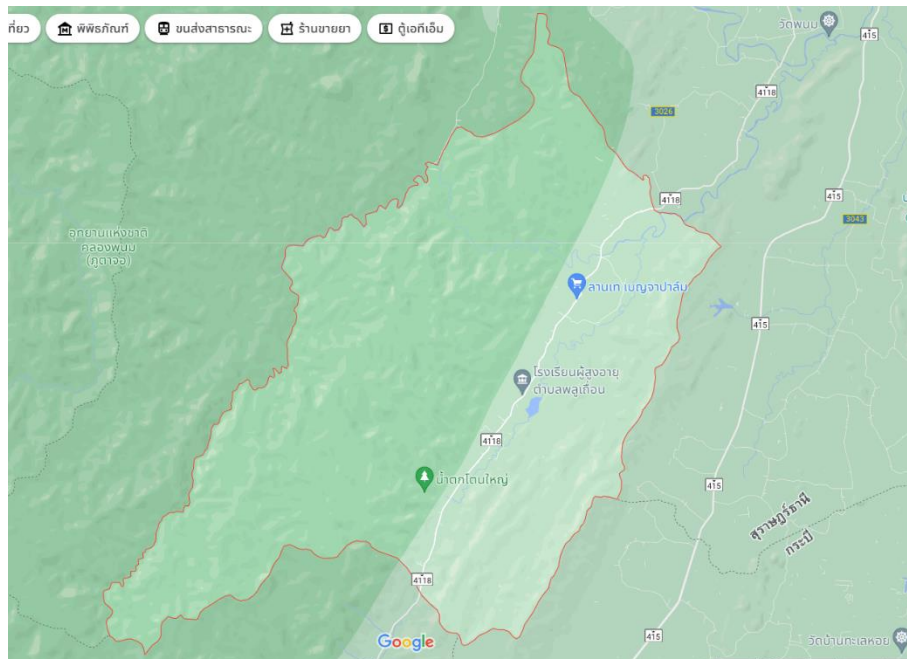 ที่ยว
พิพิธภัณฑ์
ขนส่งสาธารณะ
ร้านขายยา
ตู้เอทีเอ็ม
วัดพนม
415
4118
3026
415
4118
3043
อุทยานแห่งชาติ
คลองพนม
(ภูดาจอ)
ลานเท เบญจาปาล์ม
415
โรงเรียนผู้สูงอายุ
ตำบลพลูเถื่อน
4118
น้ำตกโตนใหญ่
415
สุราษฎร์ธานี
กระบี่
4118
Google
415
วัดบ้านทะเลหอย